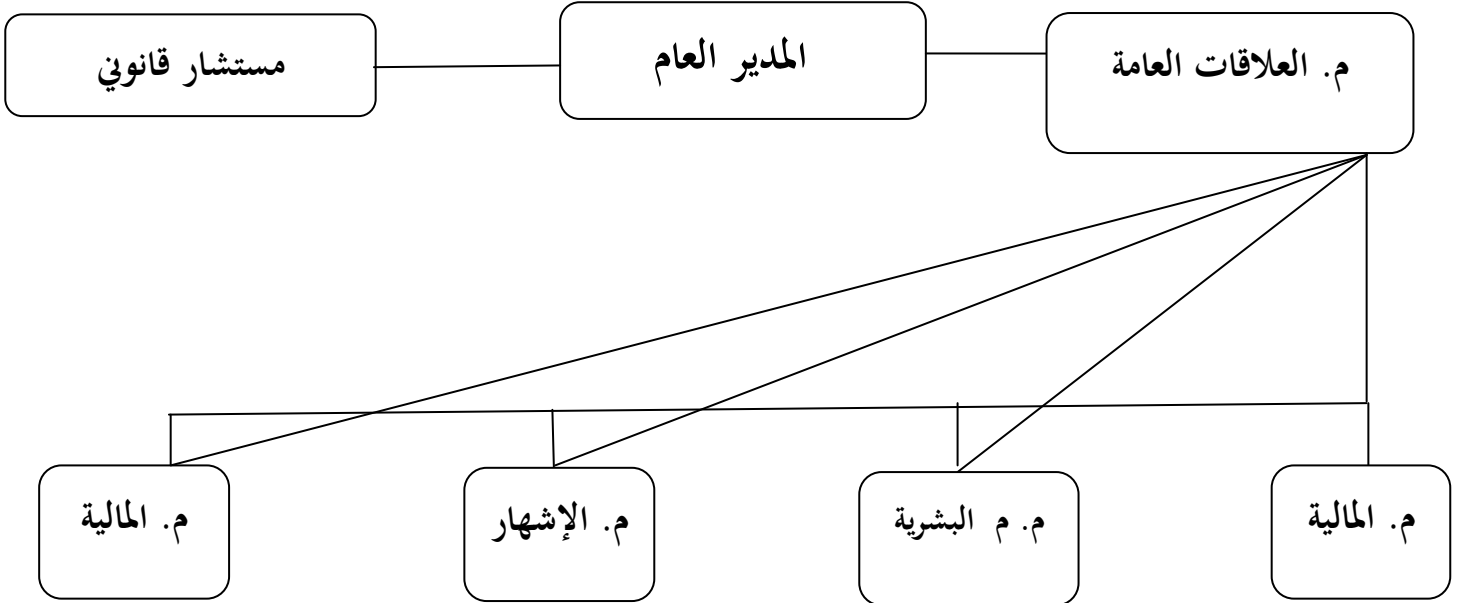 م. العلاقات العامة
المدير العام
مستشار قانوني
م. المالية
م. م البشرية
م. الإشهار
م. المالية